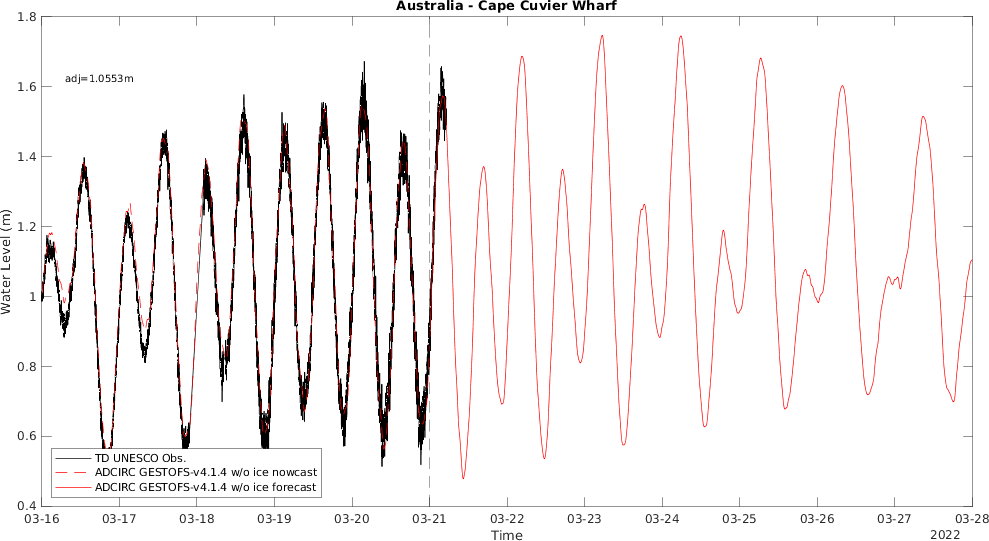 Australia - Cape Cuvier Wharf
1.8
1.6
1.4
1.2
1
0.8
0.6
0.4
Water Level (m)
adj=1.0553m
TD UNESCO Obs.
ADCIRC GESTOFS-v4.1.4 w/o ice nowcast
ADCIRC GESTOFS-v4.1.4 w/o ice forecast
03-16 03-17 03-18 03-19 03-20 03-21 03-22 03-23 03-24 03-25 03-26 03-27 03-28
Time
2022